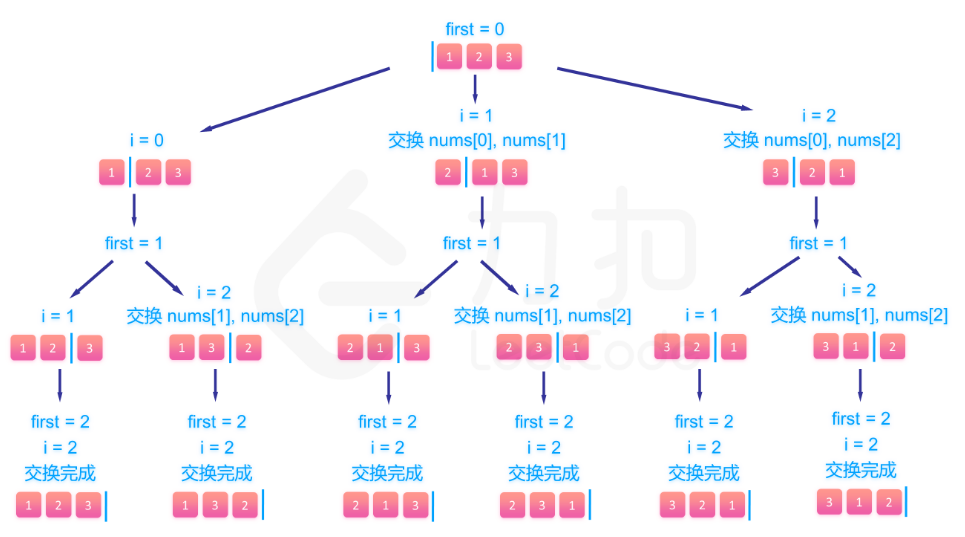 first = 0
1 2 3
i = 0
i = 1
交换 nums[0], nums[1]
i = 2
交换 nums[0], nums[2]
1 2 3
2 1 3
3 2 1
first = 1
first = 1
first = 1
i = 1
i = 2
交换 nums[1], nums[2]
i = 1
i = 2
交换 nums[1], nums[2]
i = 1
i = 2
交换 nums[1], nums[2]
1 2 3
1 3 2
2 1 3
2 3 1
3 2 1
3 1 2
first = 2
i = 2
交换完成
1 2 3
first = 2
i = 2
交换完成
1 3 2
first = 2
i = 2
交换完成
2 1 3
first = 2
i = 2
交换完成
2 3 1
first = 2
i = 2
交换完成
3 2 1
first = 2
i = 2
交换完成
3 1 2
力扣
LeetCode